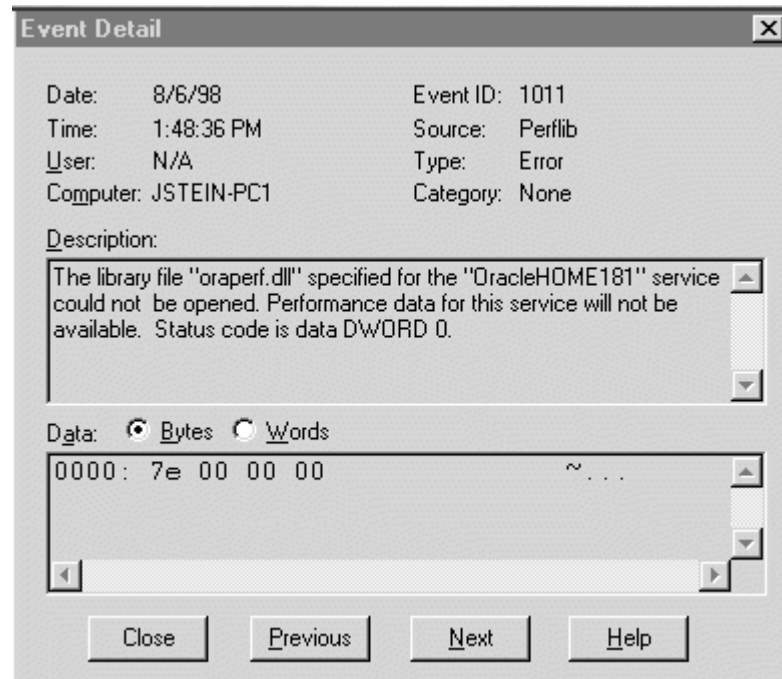 Event Detail
Date: 8/6/98 Event ID: 1011
Time: 1:48:36 PM Source: Perflib
User: N/A Type: Error
Computer: JSTEIN-PC1 Category: None
Description:
The library file "oraperf.dll" specified for the "OracleHOME181" service
could not be opened. Performance data for this service will not be
available. Status code is data DWORD 0.
Data: Bytes Words
0000: 7e 00 00 00 ~...
Close Previous Next Help